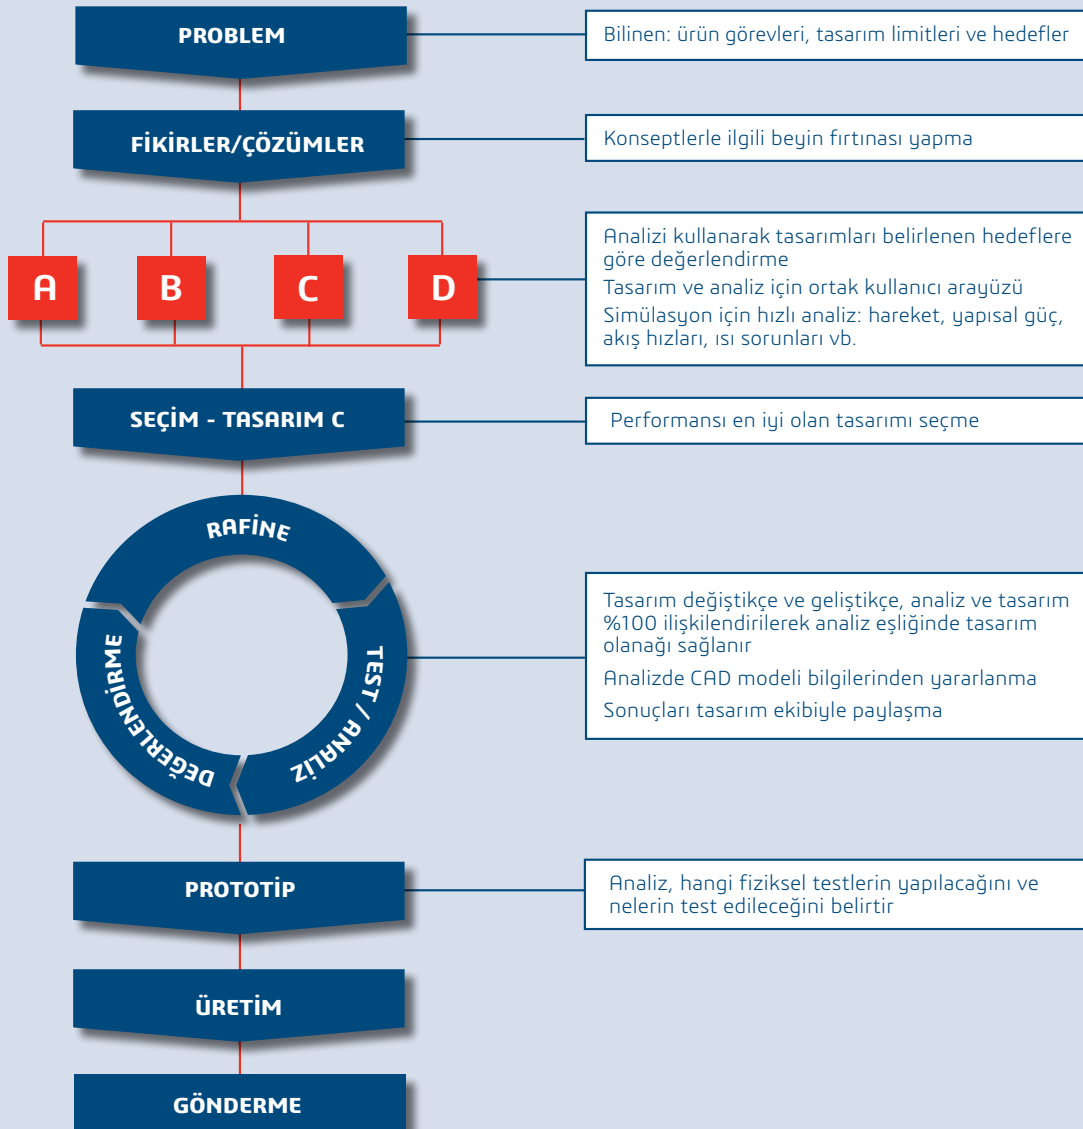 PROBLEM
Bilinen: ürün görevleri, tasarım limitleri ve hedefler
FİKİRLER/ÇÖZÜMLER
Konseptlerle ilgili beyin fırtınası yapma
A
B
C
D
Analizi kullanarak tasarımları belirlenen hedeflere
göre değerlendirme
Tasarım ve analiz için ortak kullanıcı arayüzü
Simülasyon için hızlı analiz: hareket, yapısal güç,
akış hızları, ısı sorunları vb.
SEÇİM - TASARIM C
Performansı en iyi olan tasarımı seçme
RAFİNE
TEST / ANALİZ
DEĞERLENDİRME
Tasarım değiştikçe ve geliştikçe, analiz ve tasarım
%100 ilişkilendirilerek analiz eşliğinde tasarım
olanağı sağlanır
Analizde CAD modeli bilgilerinden yararlanma
Sonuçları tasarım ekibiyle paylaşma
PROTOTİP
Analiz, hangi fiziksel testlerin yapılacağını ve
nelerin test edileceğini belirtir
ÜRETİM
GÖNDERME